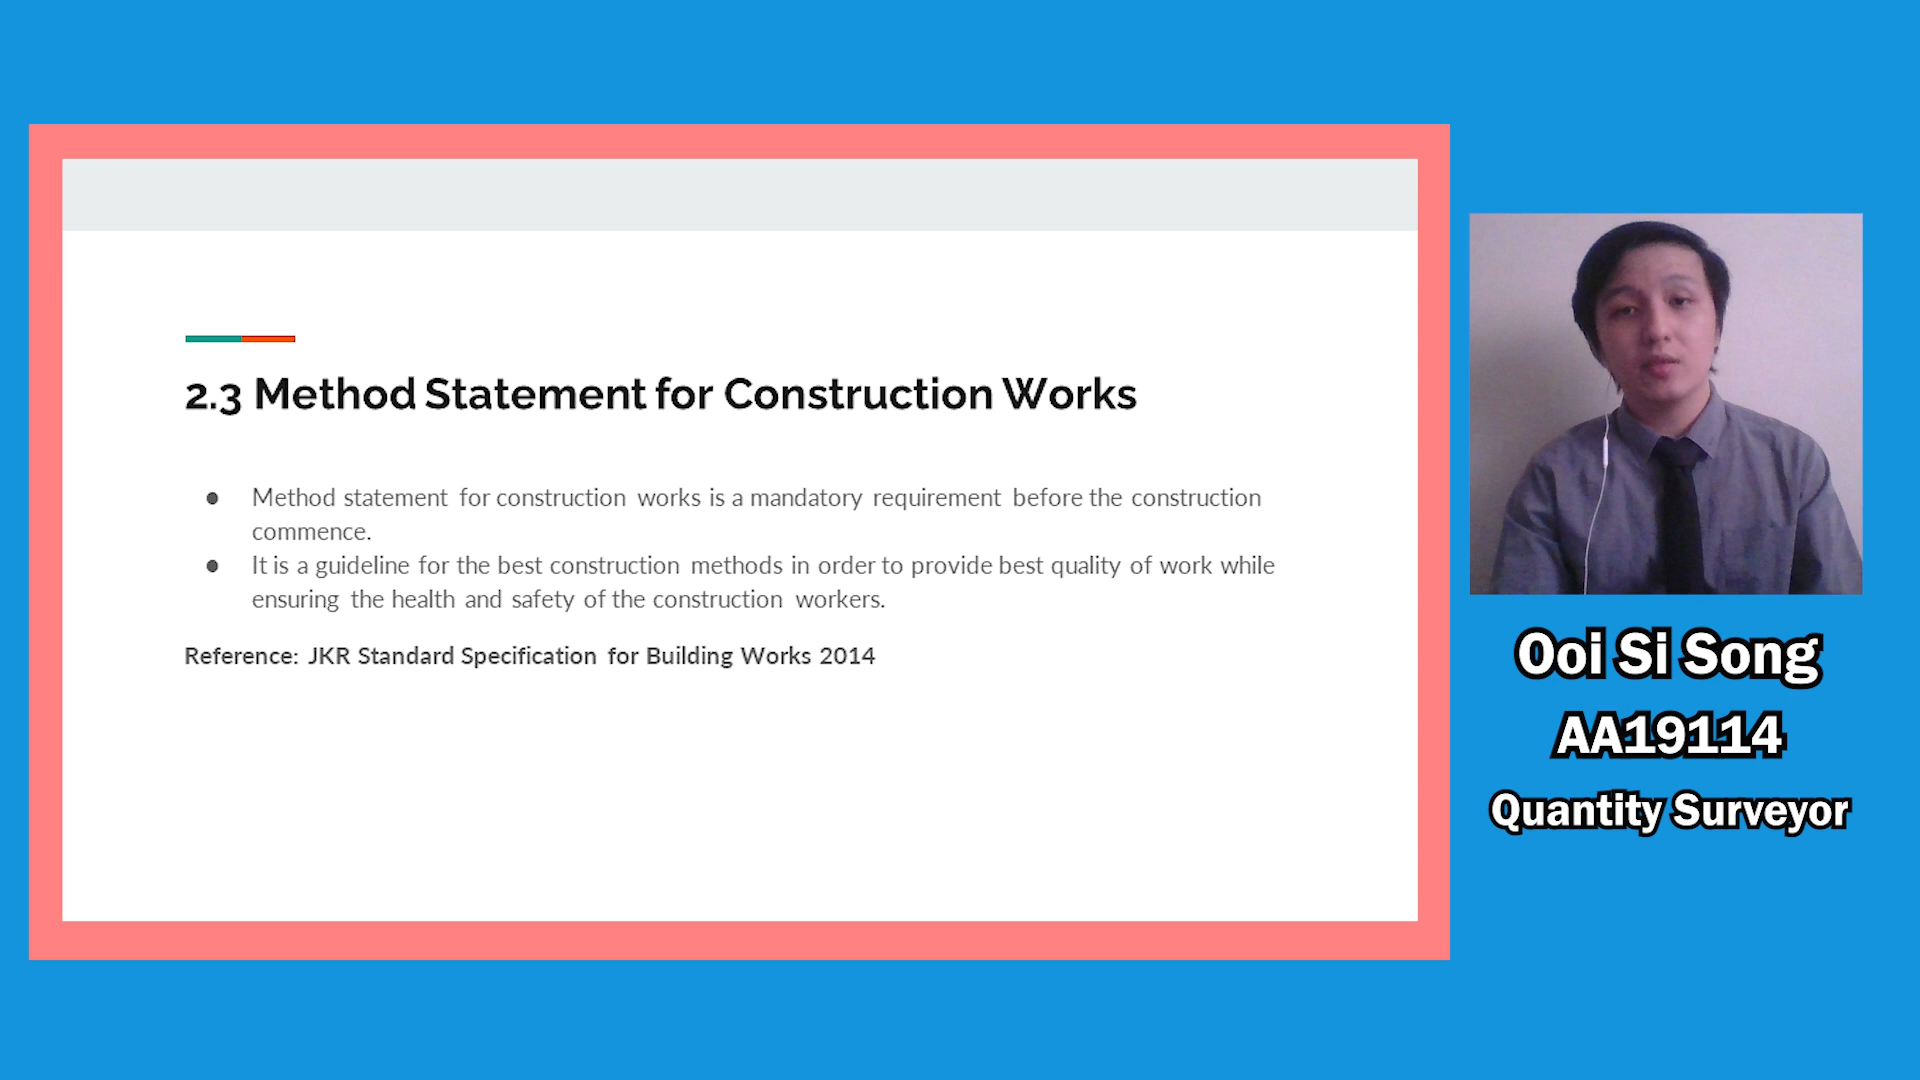 2.3 Method Statement for Construction Works
● Method statement for construction works is a mandatory requirement before the construction
commence.
● It is a guideline for the best construction methods in order to provide best quality of work while
ensuring the health and safety of the construction workers.
Reference: JKR Standard Specification for Building Works 2014
Ooi Si Song
AA19114
Quantity Surveyor